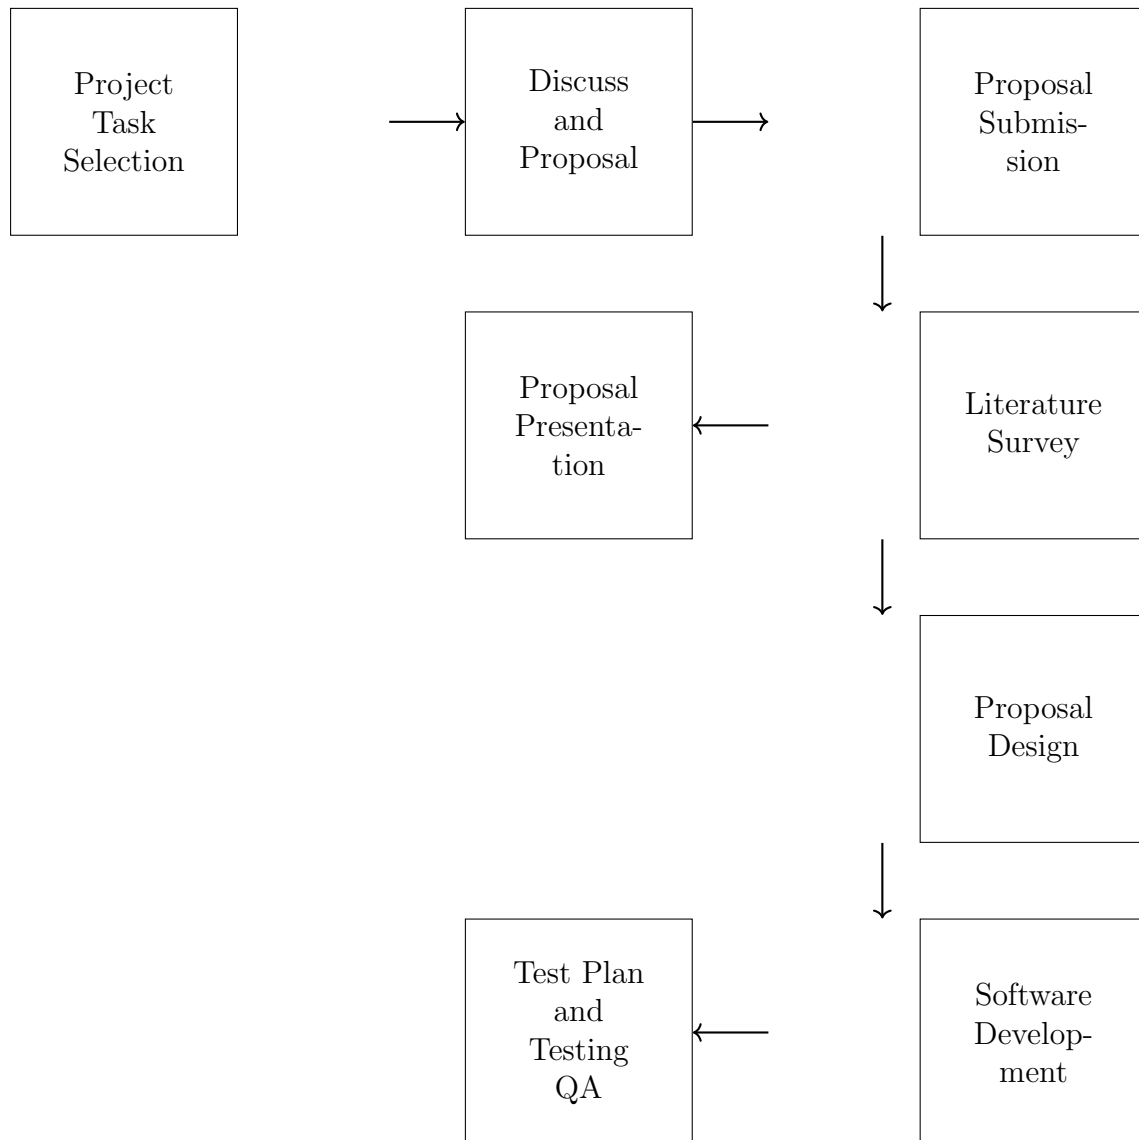 Project
Task
Selection
Discuss
and
Proposal
Proposal
Submis-
sion
Proposal
Presenta-
tion
Literature
Survey
Proposal
Design
Test Plan
and
Testing
QA
Software
Develop-
ment